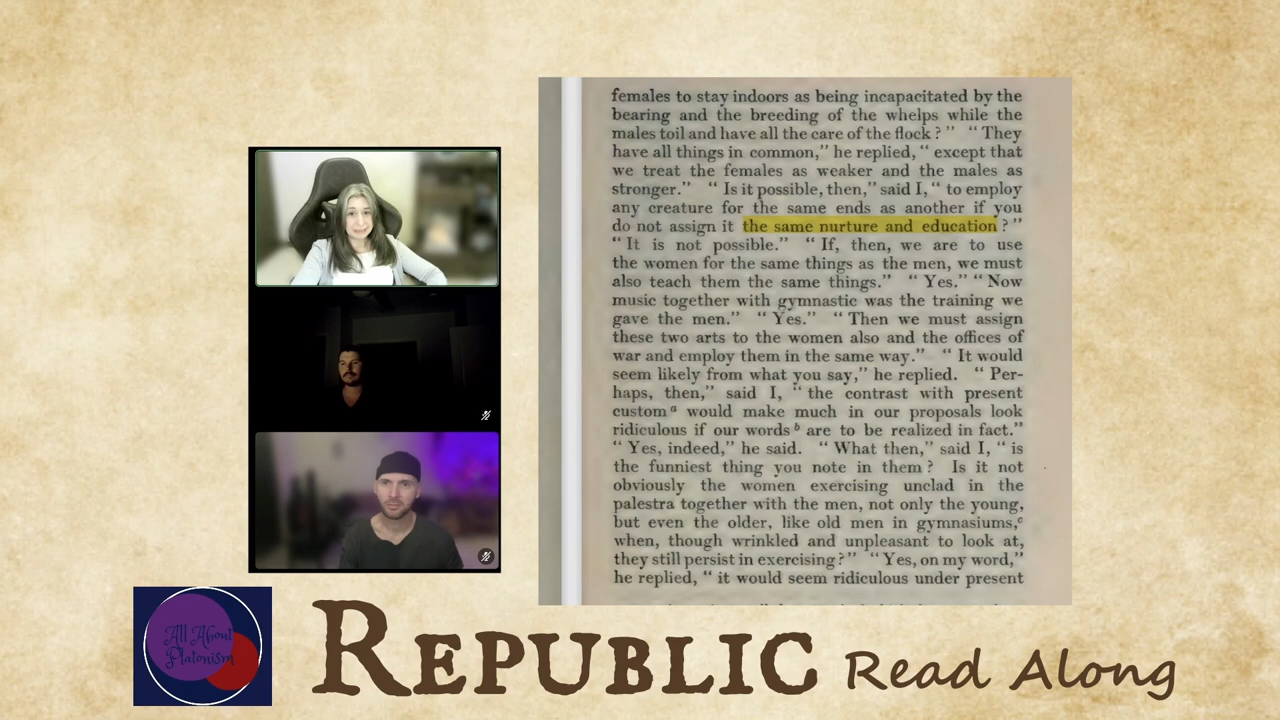 females to stay indoors as being incapacitated by the
bearing and the breeding of the whelps while the
males toil and have all the care of the flock ? ” “ They
have all things in common,” he replied, “ except that
we treat the females as weaker and the males as
stronger.” “ Is it possible, then,” said I, “ to employ
any creature for the same ends as another if you
do not assign it the same nurture and education ? ”
“ It is not possible.” “ If, then, we are to use
the women for the same things as the men, we must
also teach them the same things.” “ Yes.” “ Now
music together with gymnastic was the training we
gave the men.” “ Yes.” “ Then we must assign
these two arts to the women also and the offices of
war and employ them in the same way.” “ It would
seem likely from what you say,” he replied. “ Per-
haps, then,” said I, “ the contrast with present
custom ᵃ would make much in our proposals look
ridiculous if our words ᵇ are to be realized in fact.”
“ Yes, indeed,” he said. “ What then,” said I, “ is
the funniest thing you note in them ? Is it not
obviously the women exercising unclad in the
palestra together with the men, not only the young,
but even the older, like old men in gymnasiums,ᶜ
when, though wrinkled and unpleasant to look at,
they still persist in exercising ? ” “ Yes, on my word,”
he replied, “ it would seem ridiculous under present
All About
Platonism
REPUBLIC Read Along